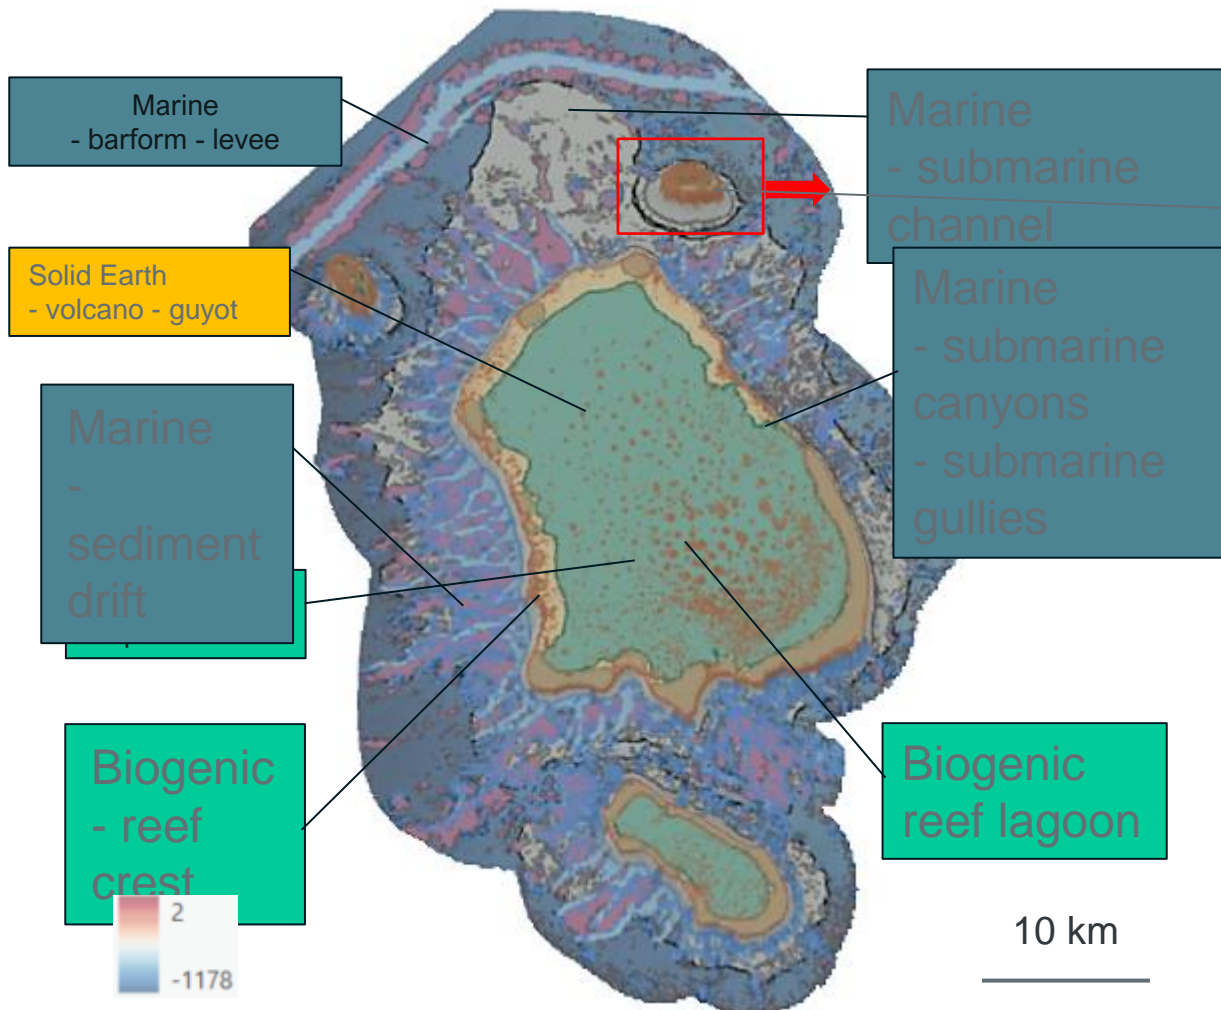 Marine
- barform - levee
Marine
- submarine
channel
Solid Earth
- volcano - guyot
Marine
- submarine
canyons
- submarine
gullies
Marine
-
sediment
drift
Biogenic
- reef
crest
Biogenic
reef lagoon
2
-1178
10 km